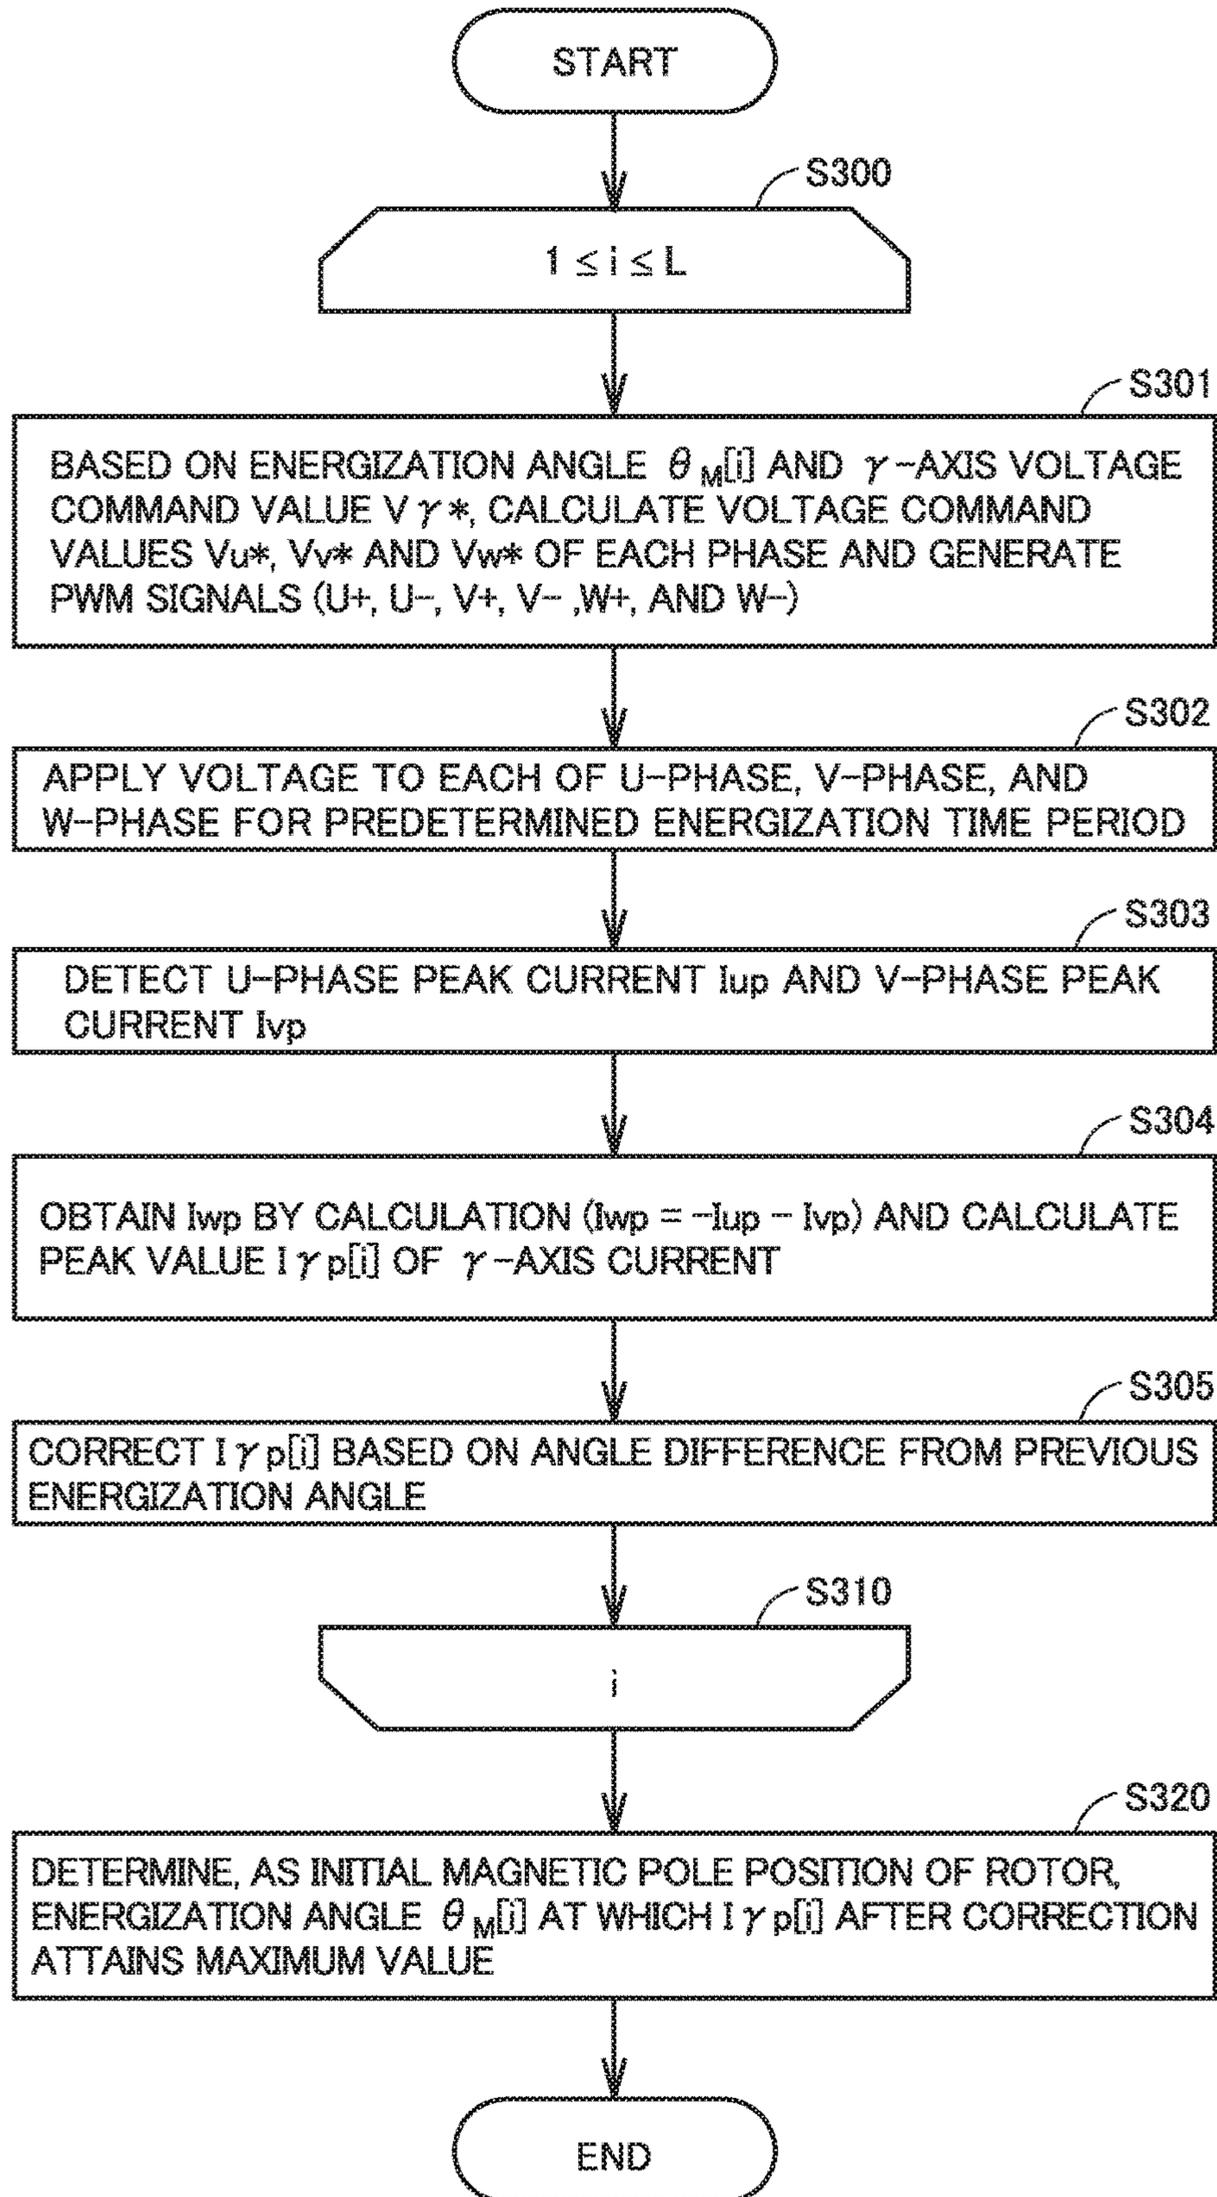 START
S300
1 ≤ i ≤ L
S301
BASED ON ENERGIZATION ANGLE θM[i] AND γ-AXIS VOLTAGE
COMMAND VALUE Vγ*, CALCULATE VOLTAGE COMMAND
VALUES Vu*, Vv* AND Vw* OF EACH PHASE AND GENERATE
PWM SIGNALS (U+, U-, V+, V- ,W+, AND W-)
S302
APPLY VOLTAGE TO EACH OF U-PHASE, V-PHASE, AND
W-PHASE FOR PREDETERMINED ENERGIZATION TIME PERIOD
S303
DETECT U-PHASE PEAK CURRENT Iup AND V-PHASE PEAK
CURRENT Ivp
S304
OBTAIN Iwp BY CALCULATION (Iwp = -Iup - Ivp) AND CALCULATE
PEAK VALUE Iγp[i] OF γ-AXIS CURRENT
S305
CORRECT Iγp[i] BASED ON ANGLE DIFFERENCE FROM PREVIOUS
ENERGIZATION ANGLE
S310
i
S320
DETERMINE, AS INITIAL MAGNETIC POLE POSITION OF ROTOR,
ENERGIZATION ANGLE θM[i] AT WHICH Iγp[i] AFTER CORRECTION
ATTAINS MAXIMUM VALUE
END